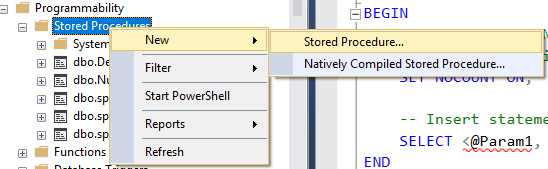 Programmability
Stored Procedures
System
dbo.De
dbo.Nu
dbo.sp
dbo.sp
dbo.sp
Functions
Database Triggers
New
Filter
Start PowerShell
Reports
Refresh
Stored Procedure...
Natively Compiled Stored Procedure...
BEGIN
SET NOCOUNT ON;
-- Insert stateme
SELECT <@Param1,
END